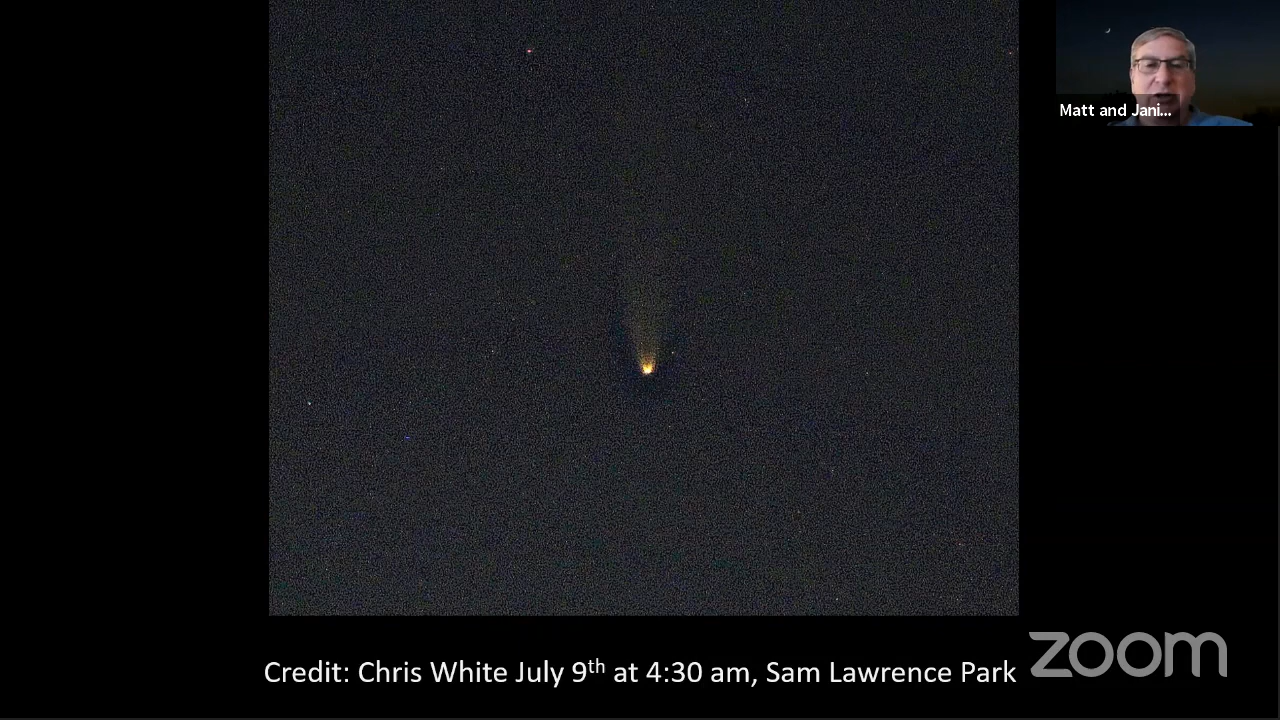 Matt and Jani...
Credit: Chris White July 9th at 4:30 am, Sam Lawrence Park
zoom